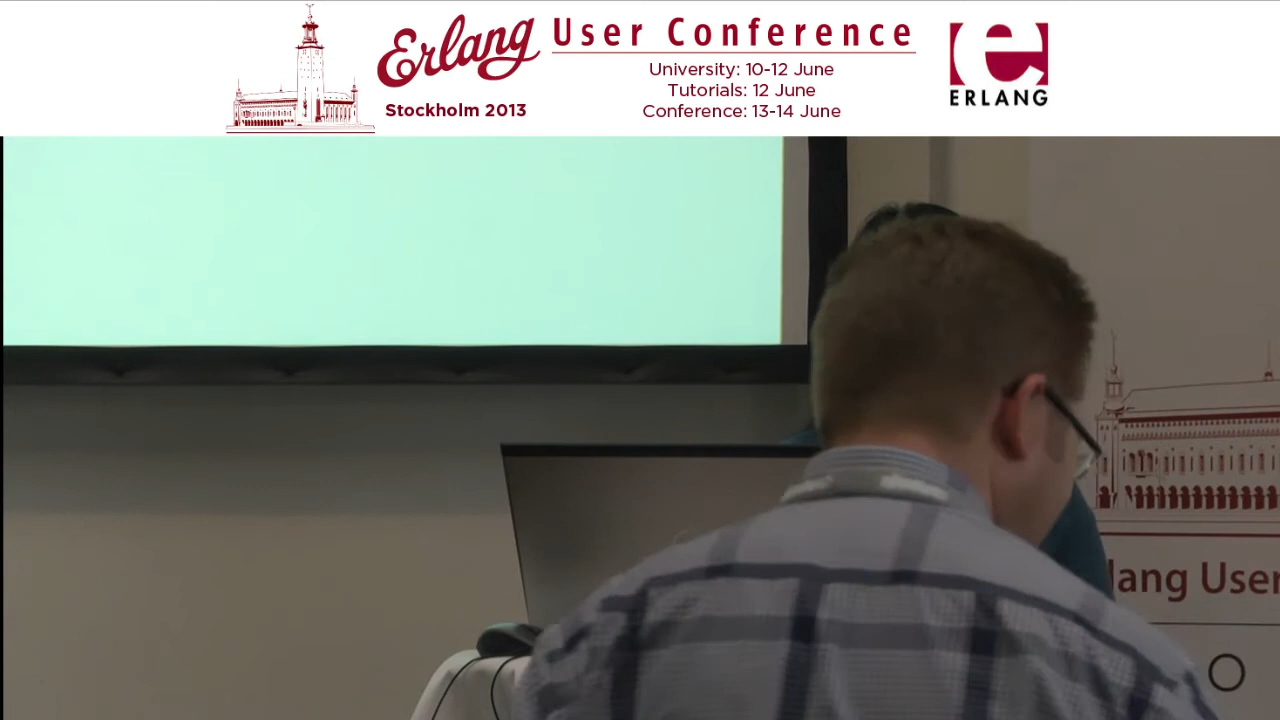 Erlang User Conference
Stockholm 2013
University: 10-12 June
Tutorials: 12 June
Conference: 13-14 June
ERLANG
lang User